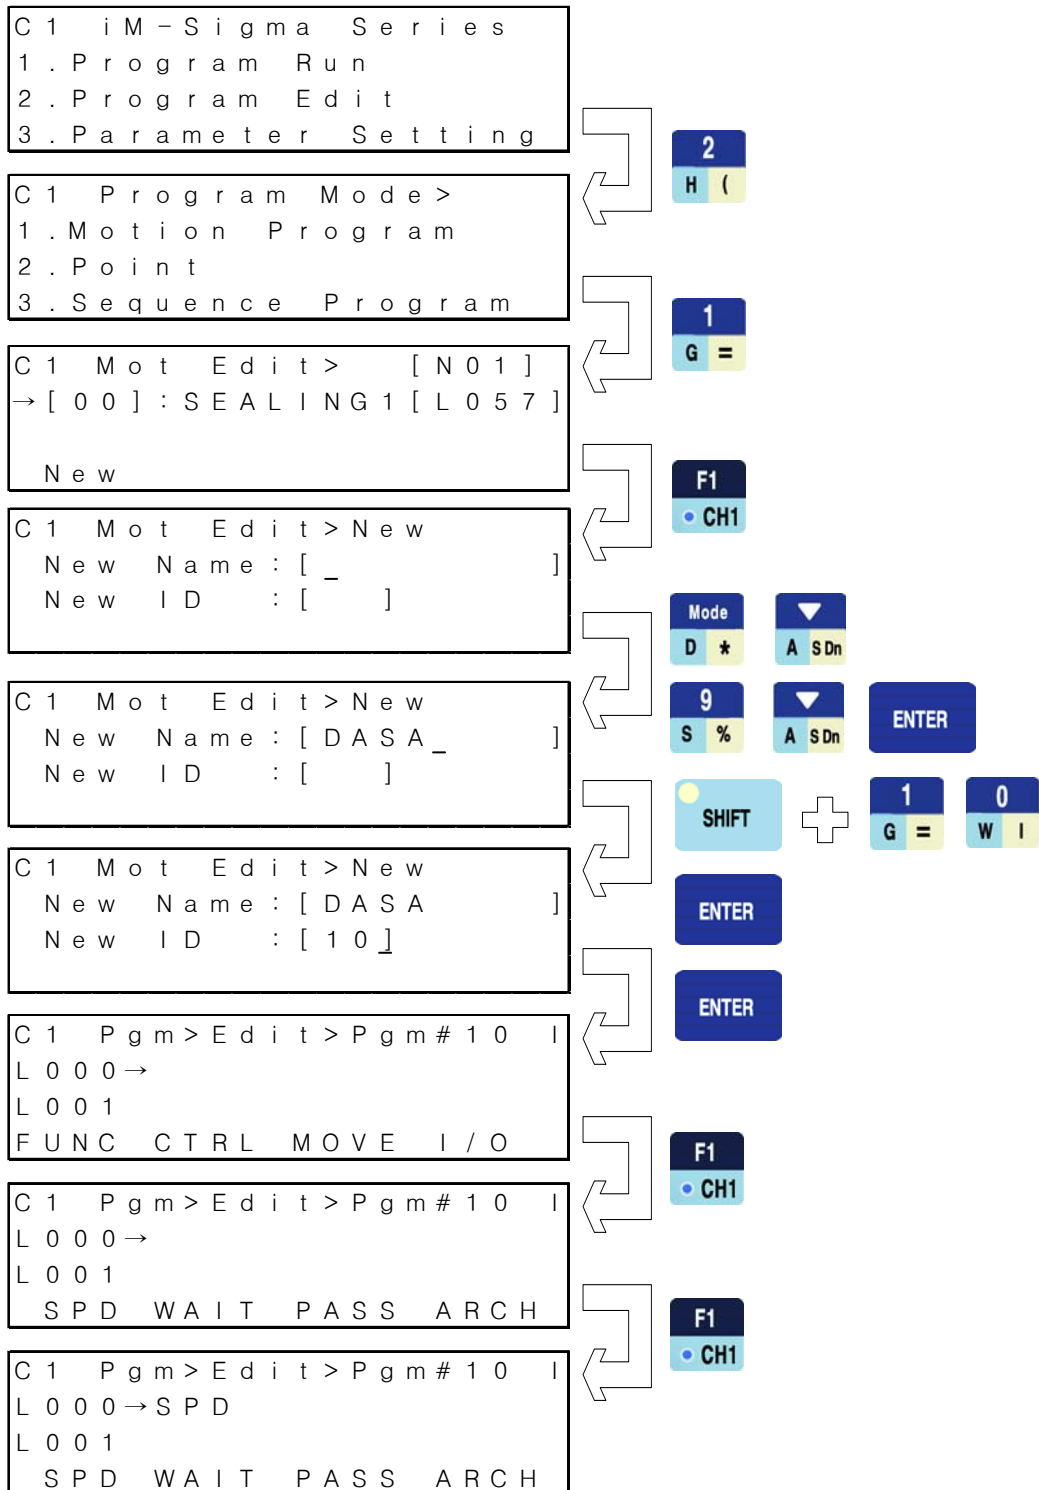 C1 iM-Sigma Series
1.Program Run
2.Program Edit
3.Parameter Setting
2
H (
C1 Program Mode>
1.Motion Program
2.Point
3.Sequence Program
1
G =
C1 Mot Edit> [N01]
→[00]:SEALING1[L057]
New
F1
CH1
C1 Mot Edit>New
New Name:[_ ]
New ID :[ ]
Mode
D *
A S Dn
C1 Mot Edit>New
New Name:[DASA_ ]
New ID :[ ]
9
S %
A S Dn
ENTER
SHIFT
1
G =
0
W I
C1 Mot Edit>New
New Name:[DASA ]
New ID :[10]
ENTER
ENTER
C1 Pgm>Edit>Pgm#10 I
L000→
L001
FUNC CTRL MOVE I/O
F1
CH1
C1 Pgm>Edit>Pgm#10 I
L000→
L001
SPD WAIT PASS ARCH
F1
CH1
C1 Pgm>Edit>Pgm#10 I
L000→SPD
L001
SPD WAIT PASS ARCH